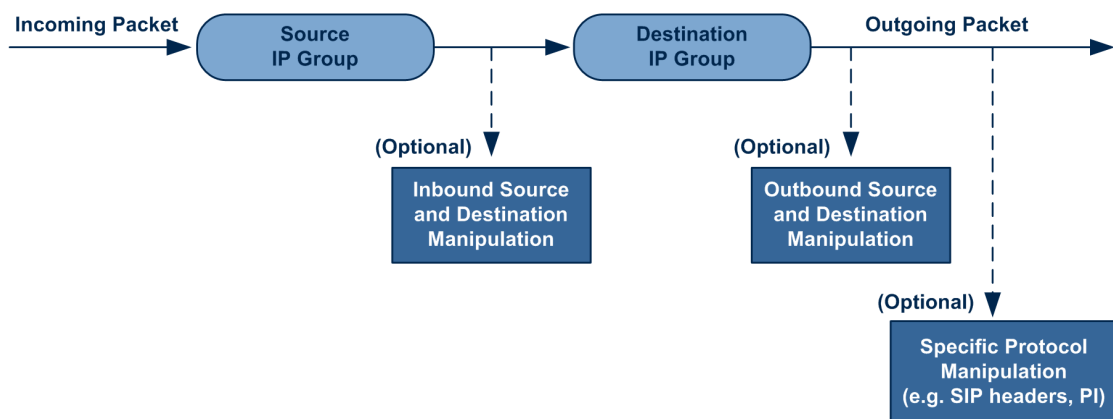 Incoming Packet
Source
IP Group
Destination
IP Group
Outgoing Packet
(Optional)
Inbound Source
and Destination
Manipulation
(Optional)
Outbound Source
and Destination
Manipulation
(Optional)
Specific Protocol
Manipulation
(e.g. SIP headers, PI)